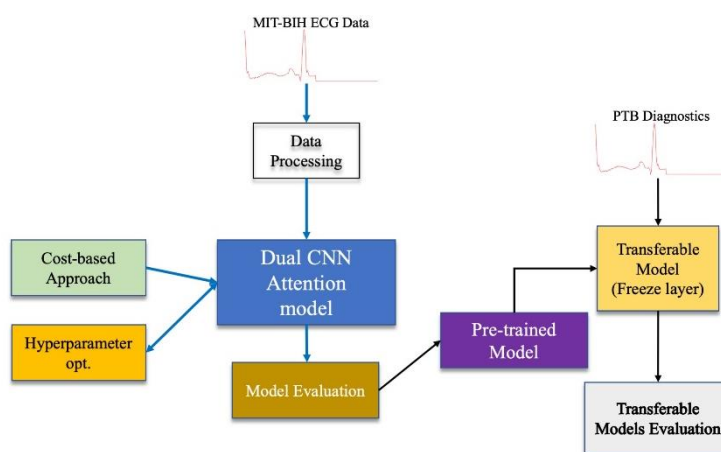 MIT-BIH ECG Data
Data
Processing
PTB Diagnostics
Cost-based
Approach
Dual CNN
Attention
model
Transferable
Model
(Freeze layer)
Hyperparameter
opt.
Pre-trained
Model
Model Evaluation
Transferable
Models Evaluation